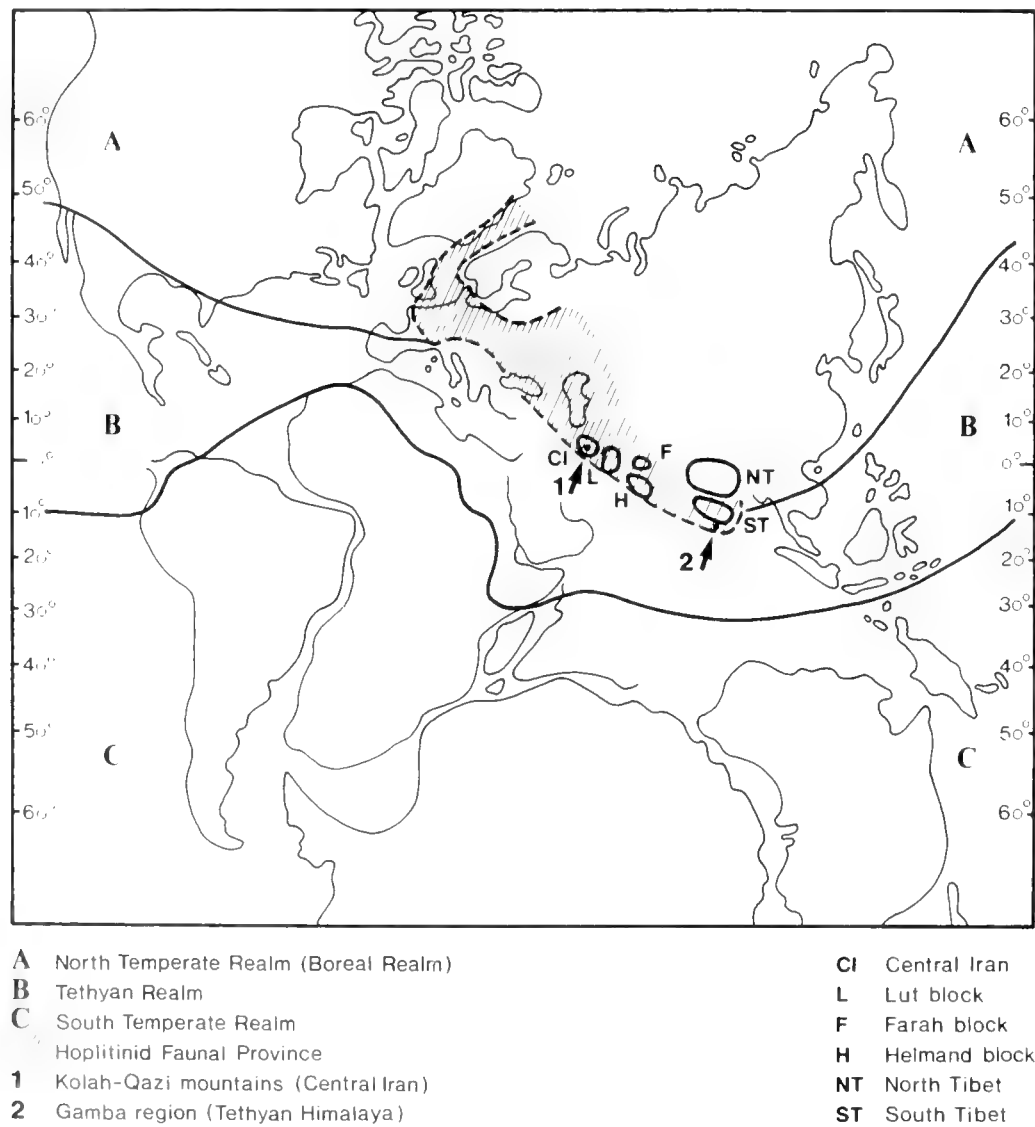 60° 60°
A A
50° 50°
40° 40°
30° 30°
20° 20°
B 10° 10° B
0° CI L F NT 0°
1 H
10° ST 10°
2
20° 20°
30° 30°
40° 40°
50° 50°
C C
60° 60°
A North Temperate Realm (Boreal Realm)
B Tethyan Realm
C South Temperate Realm
Hoplitinid Faunal Province
1 Kolah-Qazi mountains (Central Iran)
2 Gamba region (Tethyan Himalaya)
CI Central Iran
L Lut block
F Farah block
H Helmand block
NT North Tibet
ST South Tibet